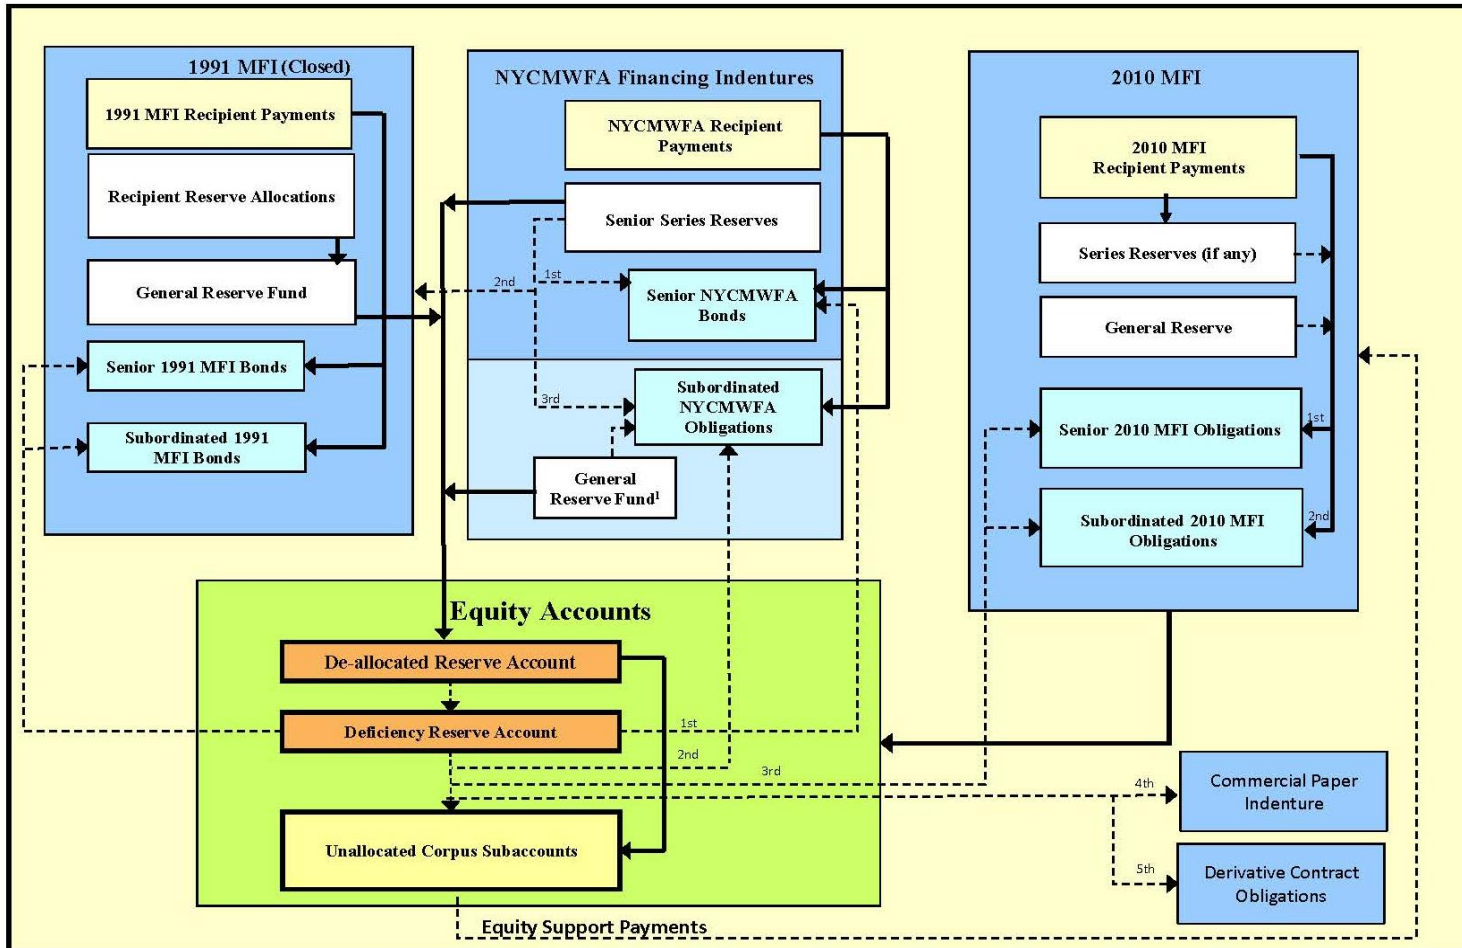 1991 MFI (Closed)
1991 MFI Recipient Payments
Recipient Reserve Allocations
General Reserve Fund
Senior 1991 MFI Bonds
Subordinated 1991
MFI Bonds
NYCMWFA Financing Indentures
NYCMWFA Recipient
Payments
Senior Series Reserves
1st
2nd
Senior NYCMWFA
Bonds
3rd
Subordinated
NYCMWFA
Obligations
General
Reserve Fund¹
2010 MFI
2010 MFI
Recipient Payments
Series Reserves (if any)
General Reserve
Senior 2010 MFI Obligations
1st
Subordinated 2010 MFI
Obligations
2nd
Equity Accounts
De-allocated Reserve Account
Deficiency Reserve Account
1st
2nd
3rd
Unallocated Corpus Subaccounts
4th
Commercial Paper
Indenture
5th
Derivative Contract
Obligations
Equity Support Payments